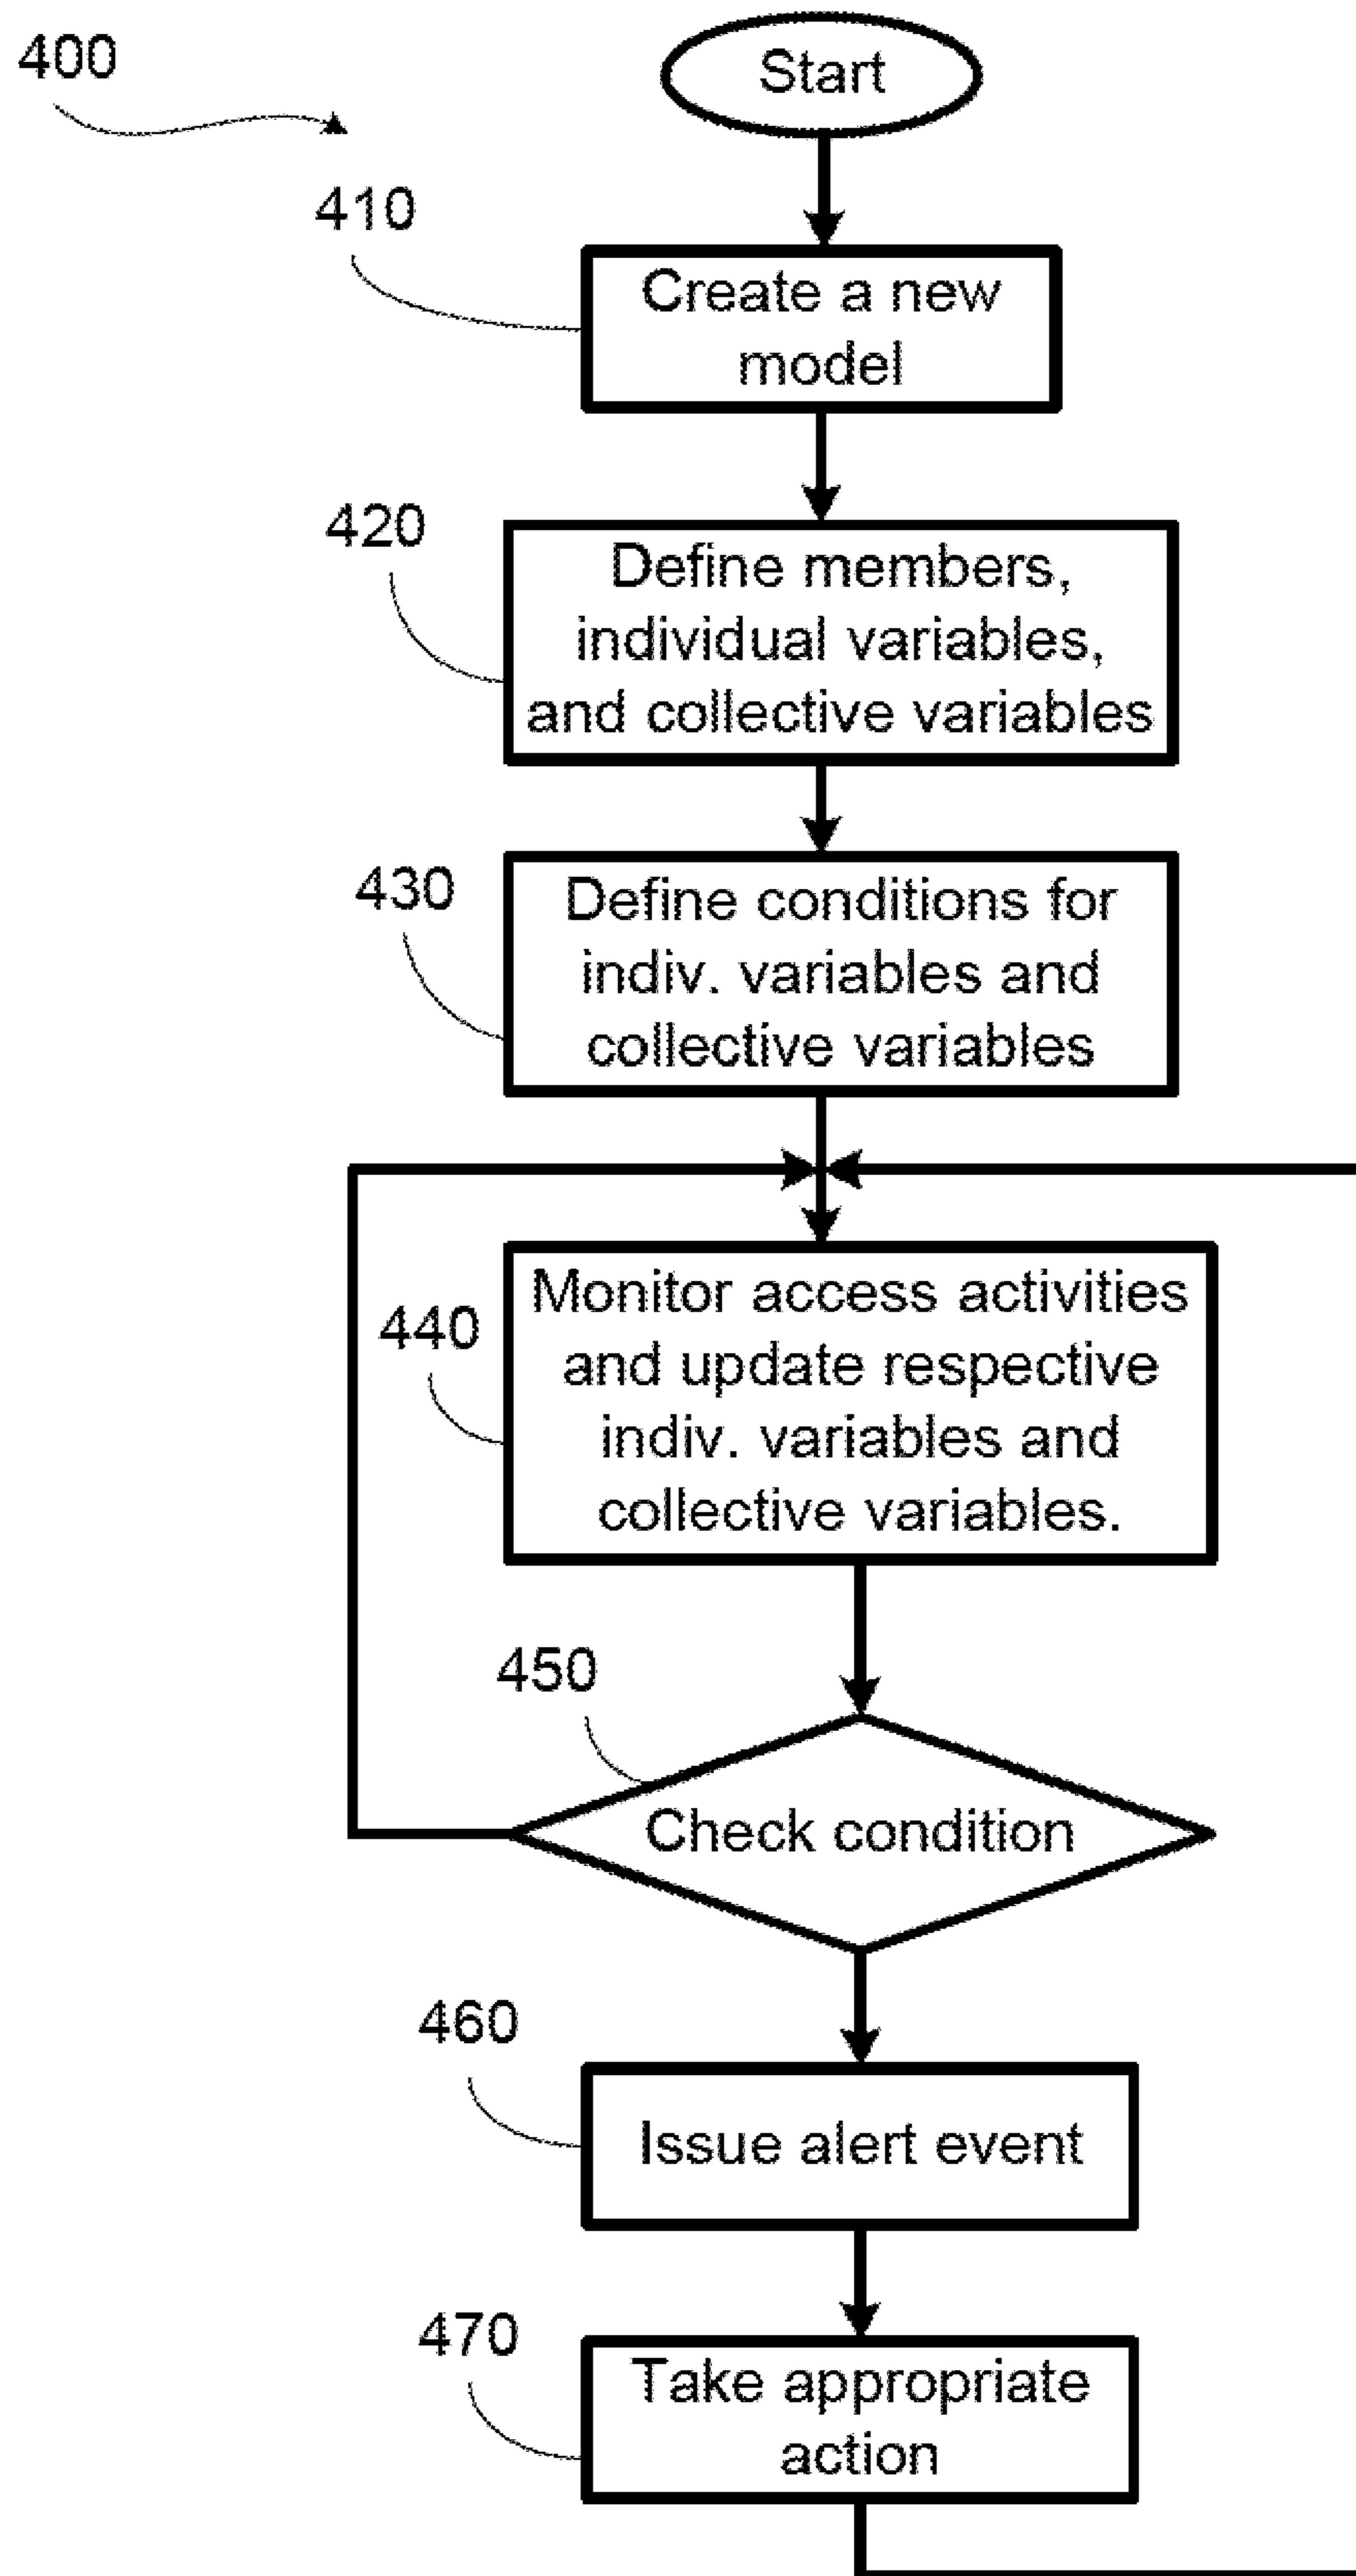 400
Start
410
Create a new
model
420
Define members,
individual variables,
and collective variables
430
Define conditions for
indiv. variables and
collective variables
440
Monitor access activities
and update respective
indiv. variables and
collective variables.
450
Check condition
460
Issue alert event
470
Take appropriate
action